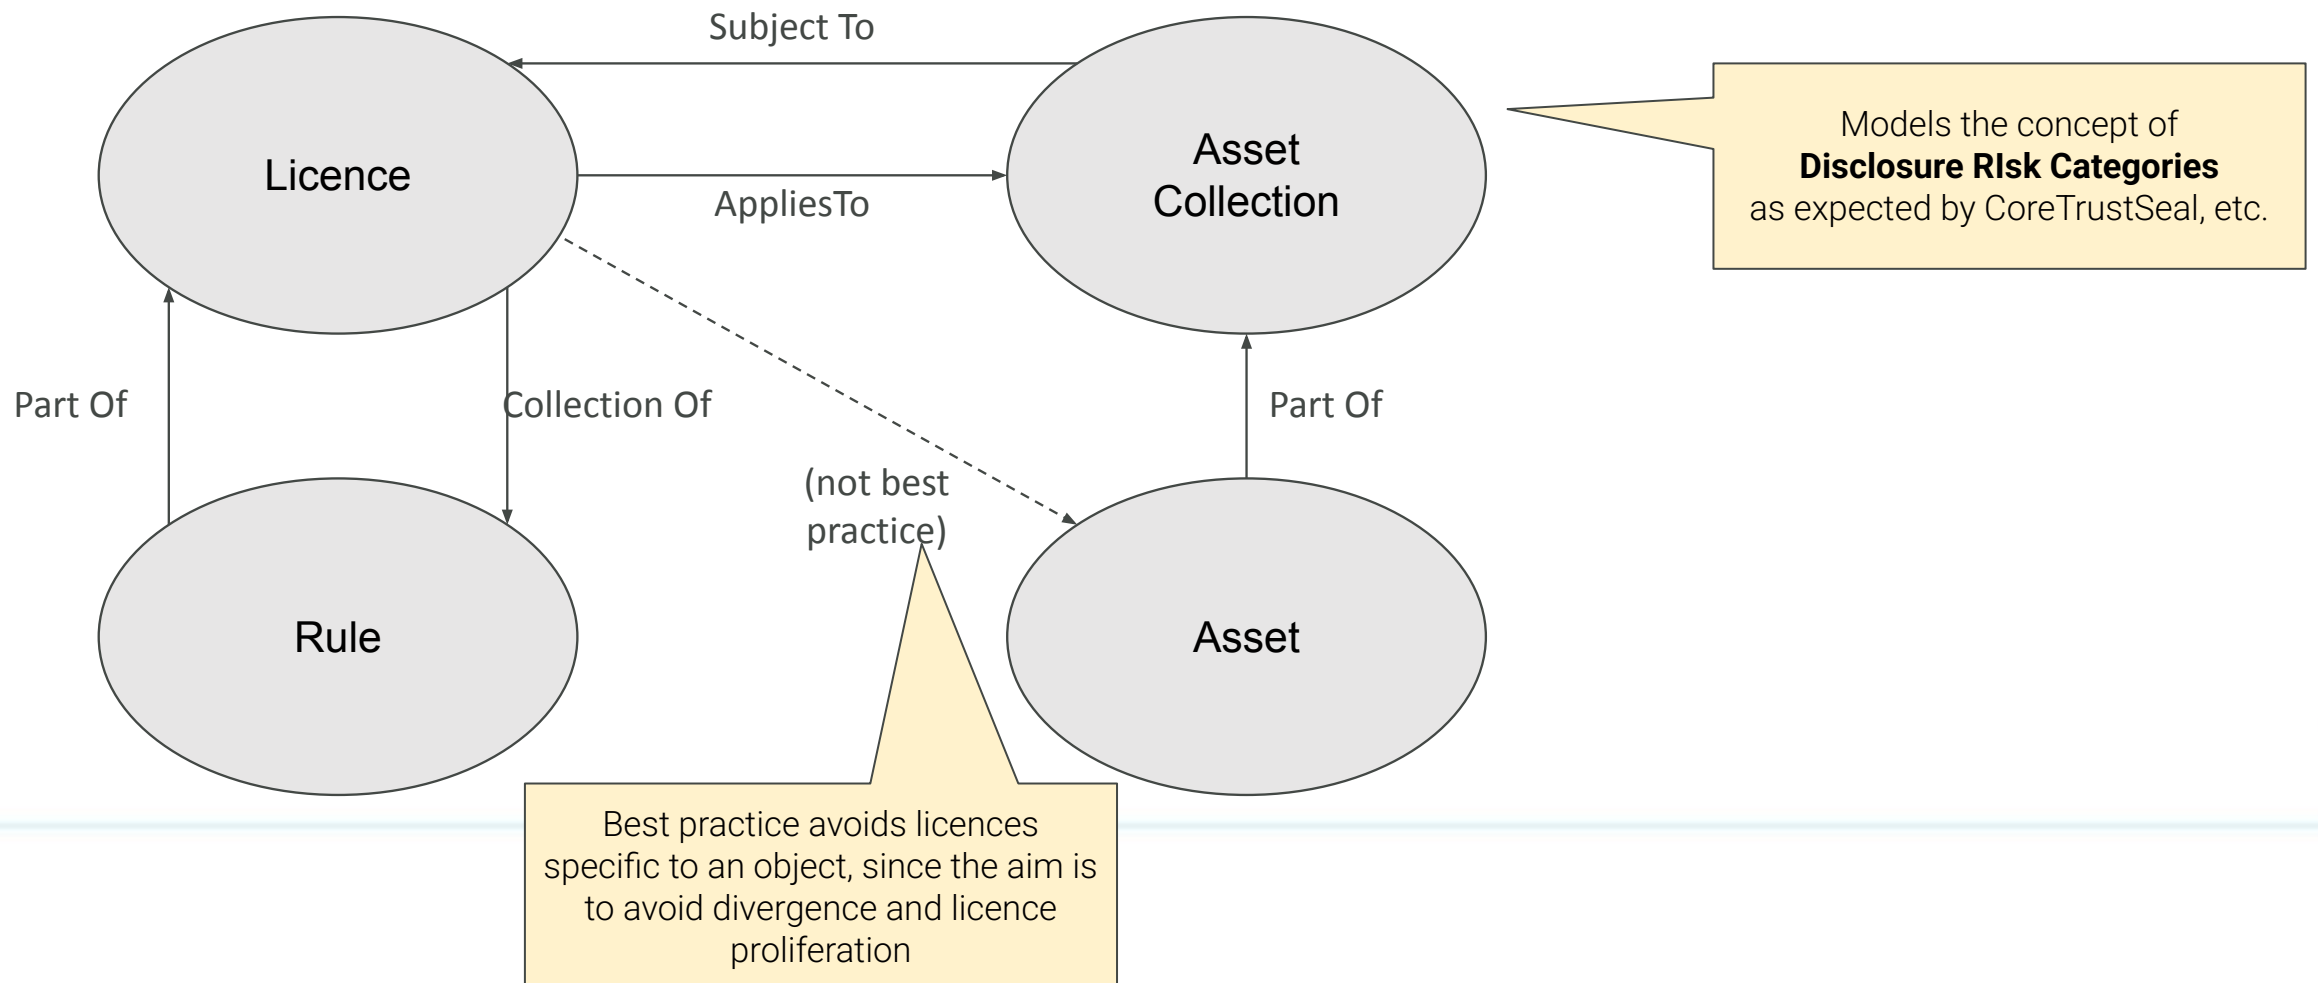 Subject To
Licence
Asset
Collection
AppliesTo
Models the concept of
Disclosure RIsk Categories
as expected by CoreTrustSeal, etc.
Part Of
Collection Of
Part Of
(not best
practice)
Rule
Asset
Best practice avoids licences
specific to an object, since the aim is
to avoid divergence and licence
proliferation